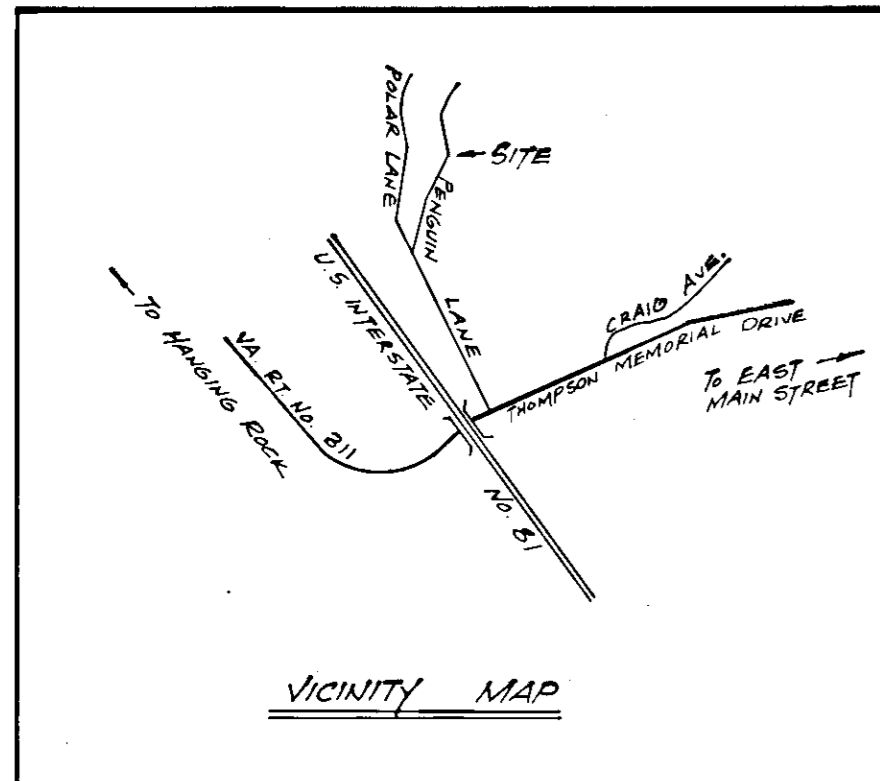 POLAR LANE
SITE
PENGUIN
LANE
U.S. INTERSTATE
No. 81
CRAIG AVE.
THOMPSON MEMORIAL DRIVE
TO EAST
MAIN STREET
TO HANGING ROCK
VA. RT. No. 311
VICINITY MAP